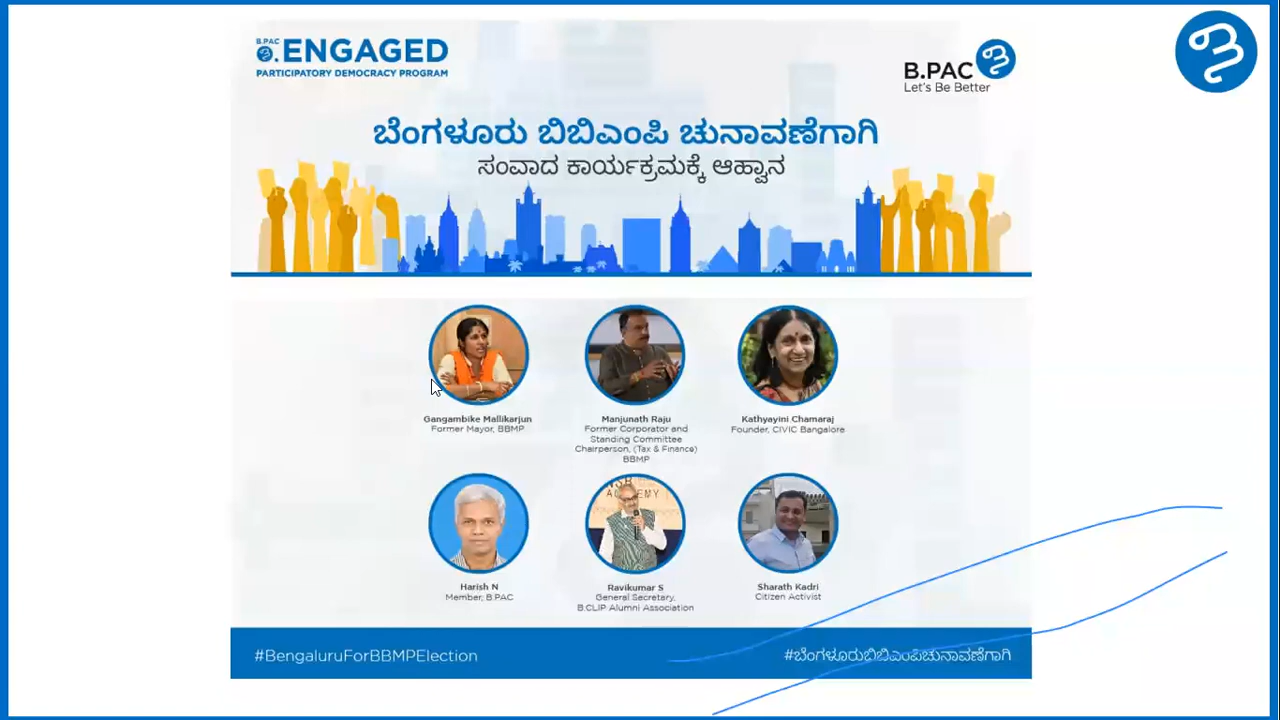 B.PAC
B.ENGAGED
PARTICIPATORY DEMOCRACY PROGRAM
B.PAC
Let's Be Better
ಬೆಂಗಳೂರು ಬಿಬಿಎಂಪಿ ಚುನಾವಣೆಗಾಗಿ
ಸಂವಾದ ಕಾರ್ಯಕ್ರಮಕ್ಕೆ ಆಹ್ವಾನ
Gangambike Mallikarjun
Former Mayor, BBMP
Manjunath Raju
Former Corporator and
Standing Committee
Chairperson, (Tax & Finance)
BBMP
Kathyayini Chamaraj
Founder, CIVIC Bangalore
ACADEMY
Harish N
Member, B.PAC
Ravikumar S
General Secretary,
B.CLIP Alumni Association
Sharath Kadri
Citizen Activist
#BengaluruForBBMPElection
#ಬೆಂಗಳೂರುಬಿಬಿಎಂಪಿಚುನಾವಣೆಗಾಗಿ